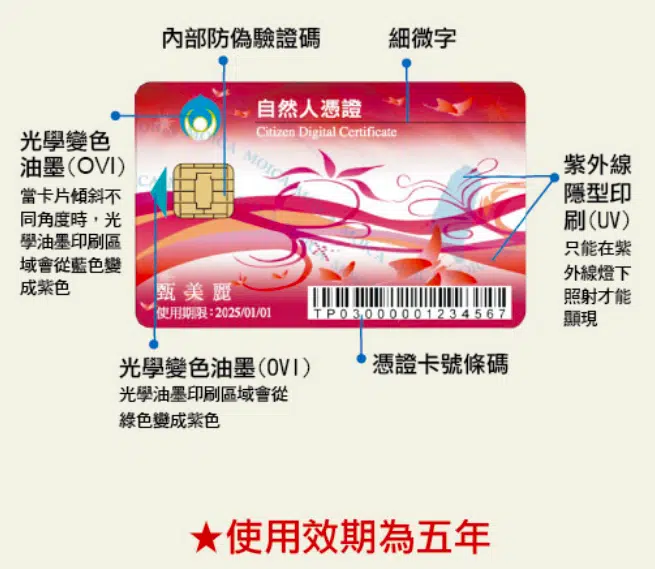 內部防偽驗證碼
細微字
自然人憑證
Citizen Digital Certificate
MOICA
光學變色
油墨(OVI)
當卡片傾斜不
同角度時，光
學油墨印刷區
域會從藍色變
成紫色
紫外線
隱型印
刷(UV)
只能在紫
外線燈下
照射才能
顯現
甄美麗
使用期限：2025/01/01
TP03000001234567
光學變色油墨(OVI)
光學油墨印刷區域會從
綠色變成紫色
憑證卡號條碼
★使用效期為五年